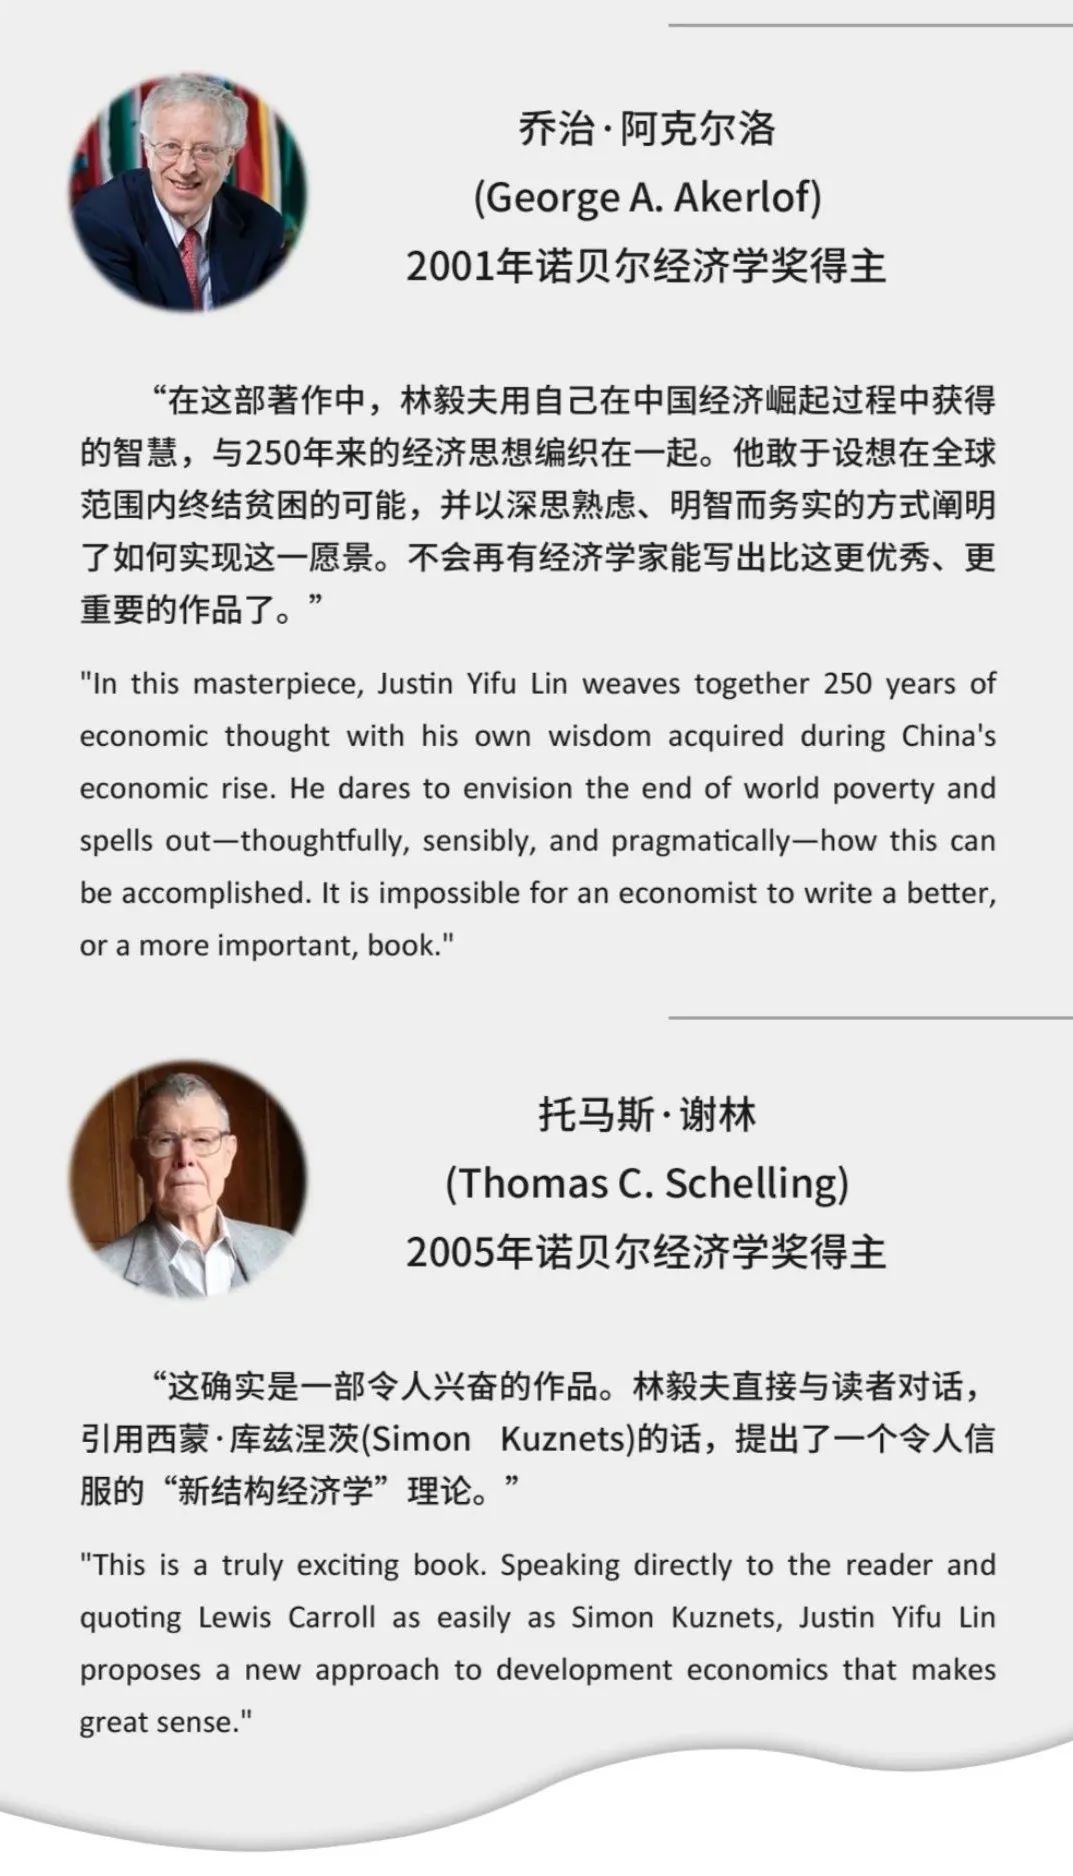 乔治·阿克尔洛
(George A. Akerlof)
2001年诺贝尔经济学奖得主
“在这部著作中，林毅夫用自己在中国经济崛起过程中获得
的智慧，与250年来的经济思想编织在一起。他敢于设想在全球
范围内终结贫困的可能，并以深思熟虑、明智而务实的方式阐明
了如何实现这一愿景。不会再有经济学家能写出比这更优秀、更
重要的作品了。”
"In this masterpiece, Justin Yifu Lin weaves together 250 years of
economic thought with his own wisdom acquired during China's
economic rise. He dares to envision the end of world poverty and
spells out—thoughtfully, sensibly, and pragmatically—how this can
be accomplished. It is impossible for an economist to write a better,
or a more important, book."
托马斯·谢林
(Thomas C. Schelling)
2005年诺贝尔经济学奖得主
“这确实是一部令人兴奋的作品。林毅夫直接与读者对话，
引用西蒙·库兹涅茨(Simon Kuznets)的话，提出了一个令人信
服的“新结构经济学”理论。”
"This is a truly exciting book. Speaking directly to the reader and
quoting Lewis Carroll as easily as Simon Kuznets, Justin Yifu Lin
proposes a new approach to development economics that makes
great sense."